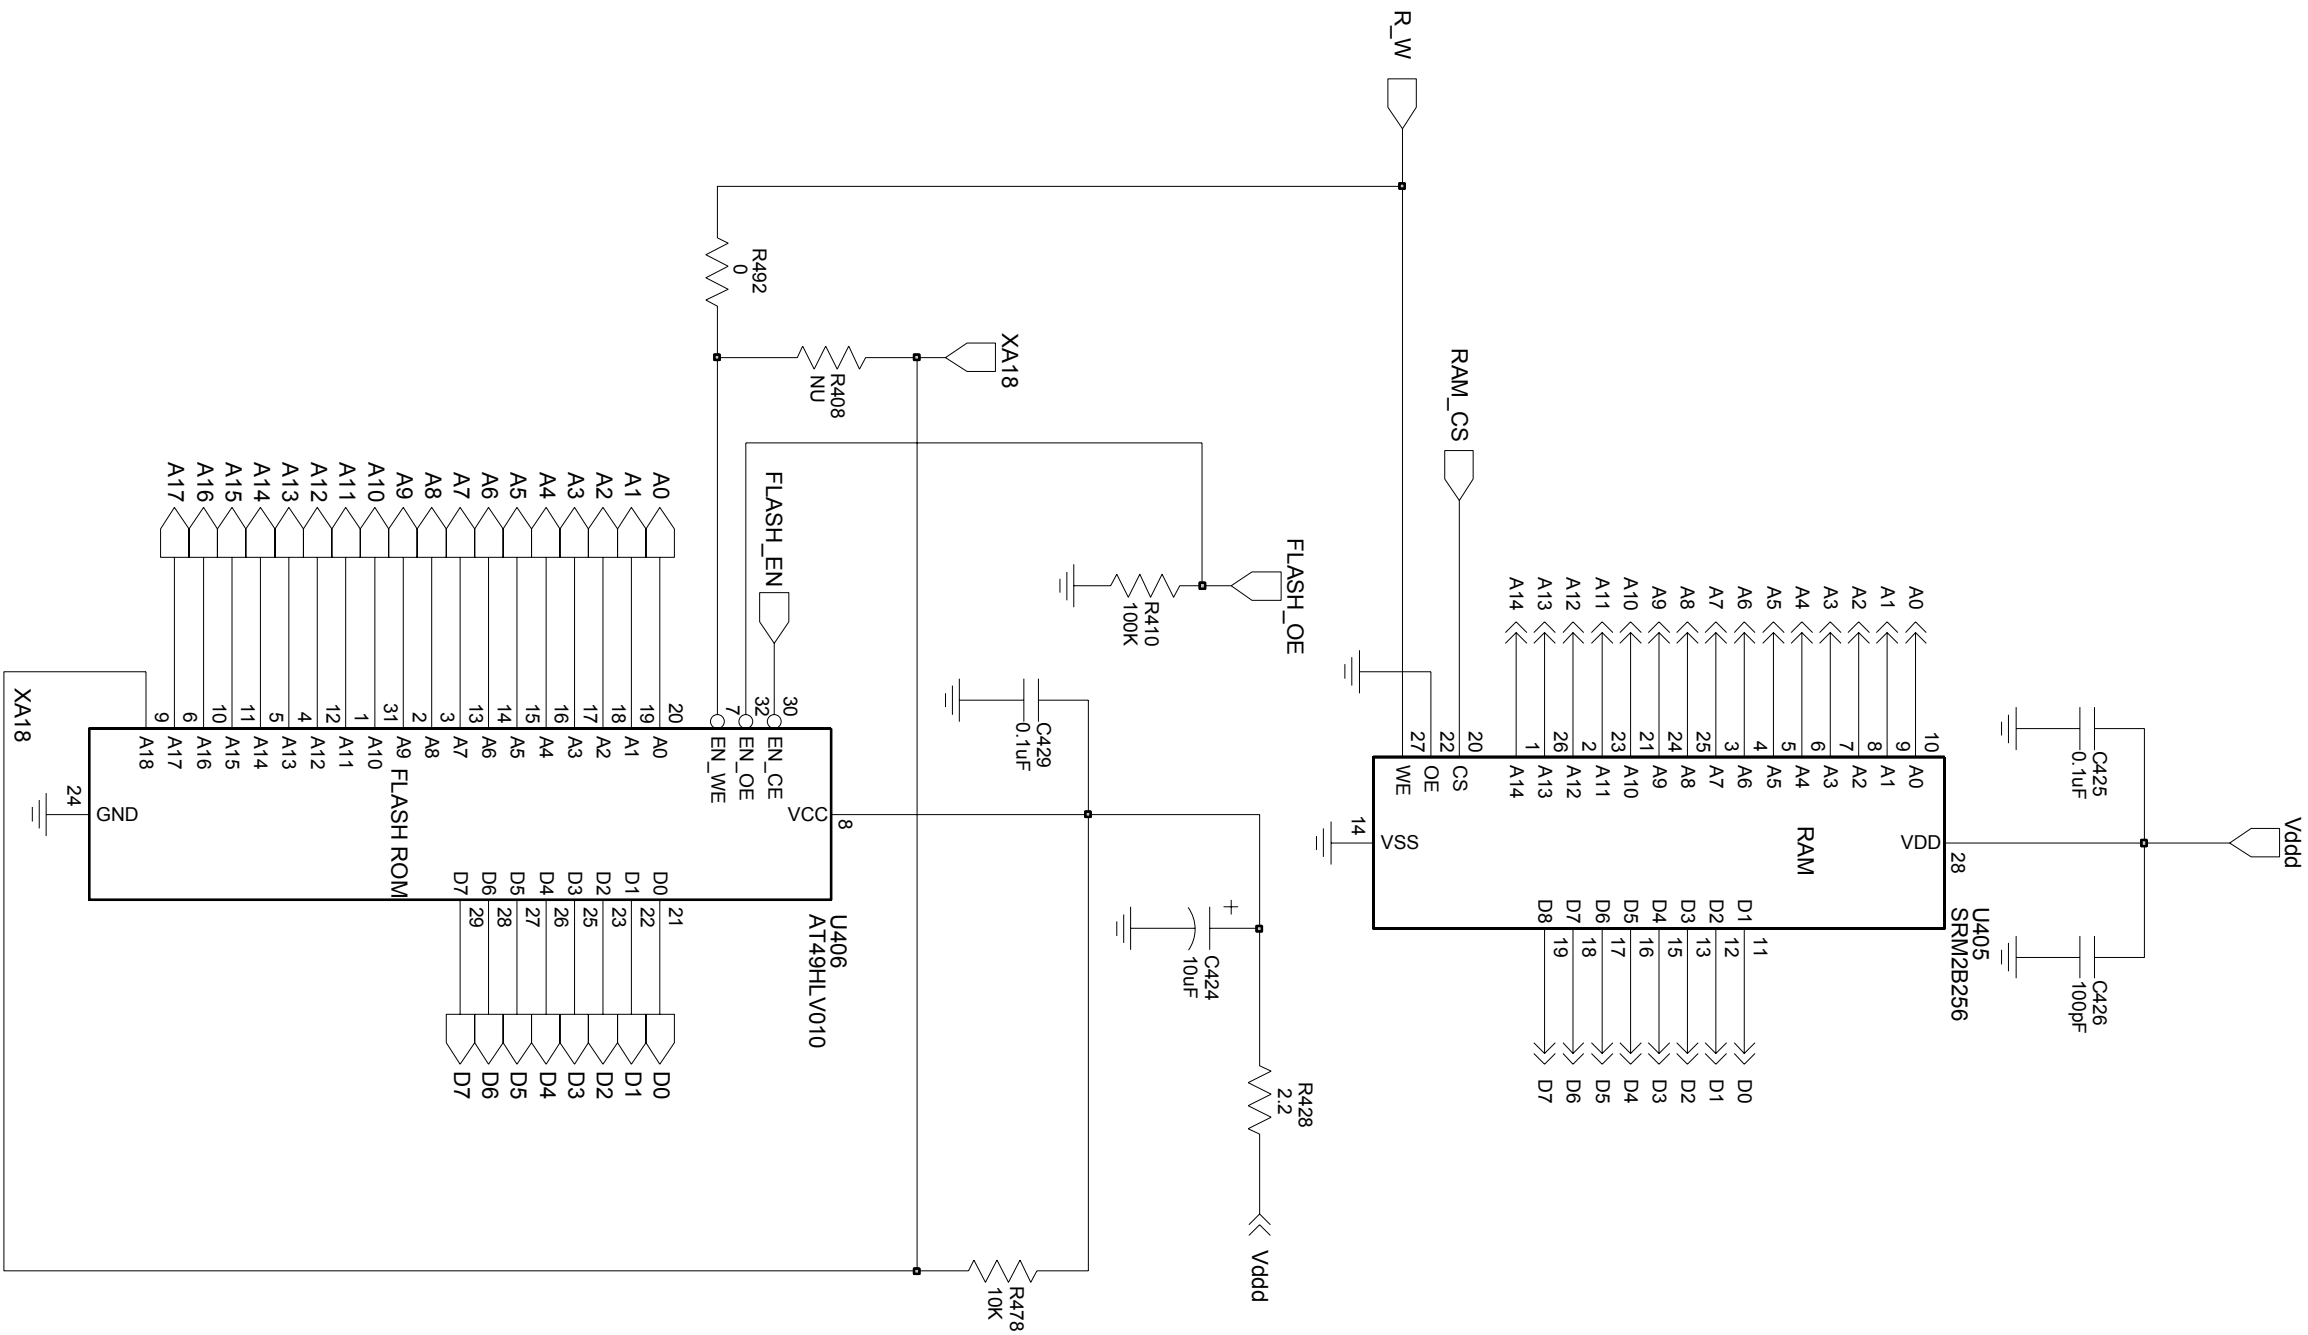 Vddd
C425
0.1uF
C426
100pF
U405
SRM2B256
28
VDD
RAM
A0 10 A0
A1 9 A1
A2 8 A2
A3 7 A3
A4 6 A4
A5 5 A5
A6 4 A6
A7 3 A7
A8 25 A8
A9 24 A9
A10 21 A10
A11 23 A11
A12 2 A12
A13 26 A13
A14 1 A14
D1 11 D0
D2 12 D1
D3 13 D2
D4 15 D3
D5 16 D4
D6 17 D5
D7 18 D6
D8 19 D7
RAM_CS
20 CS
22 OE
27 WE
R_W
14
VSS
FLASH_OE
R410
100K
R428
2.2
Vddd
+
C424
10uF
C429
0.1uF
R478
10K
XA18
R408
NU
R492
0
U406
AT49HLV010
8
VCC
FLASH_EN
30 EN_CE
32 EN_OE
7 EN_WE
A0 20 A0
A1 19 A1
A2 18 A2
A3 17 A3
A4 16 A4
A5 15 A5
A6 14 A6
A7 13 A7
A8 3 A8
A9 2 A9
A10 31 A10
A11 1 A11
A12 12 A12
A13 4 A13
A14 5 A14
A15 11 A15
A16 10 A16
A17 6 A17
9 A18
FLASH ROM
D0 21 D0
D1 22 D1
D2 23 D2
D3 25 D3
D4 26 D4
D5 27 D5
D6 28 D6
D7 29 D7
24
GND
XA18